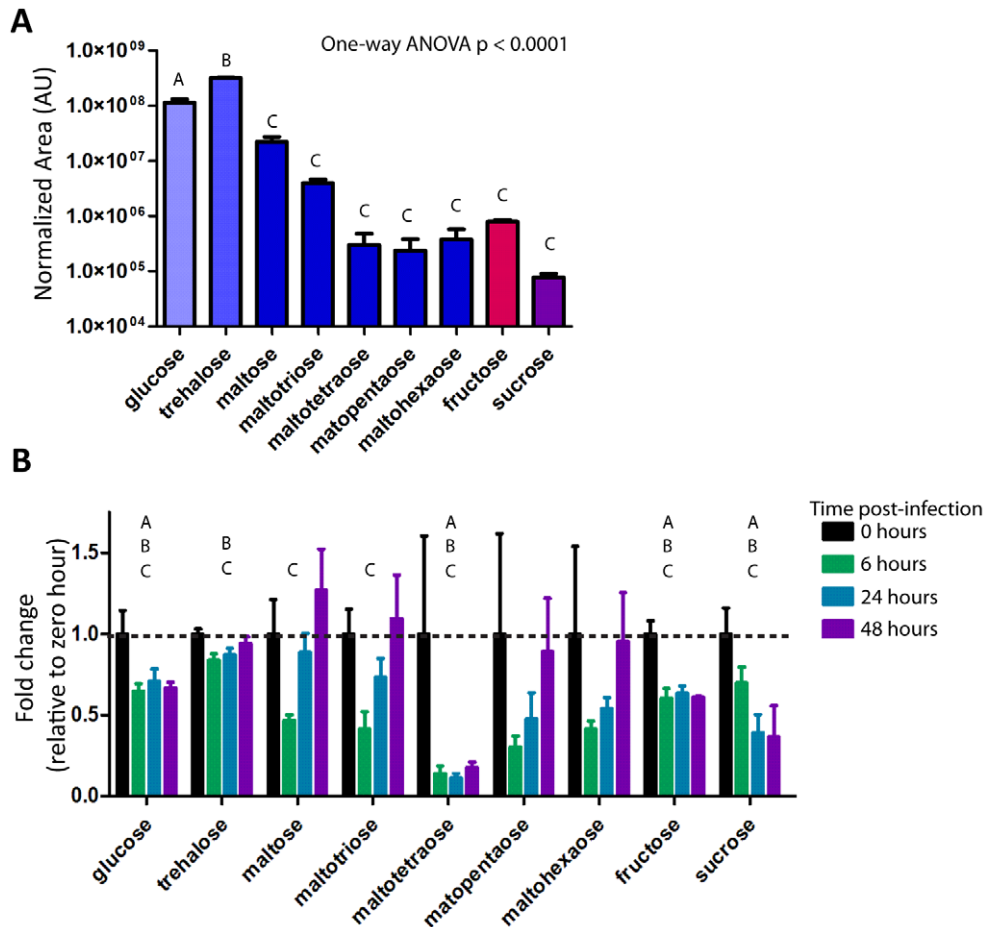 A
One-way ANOVA p < 0.0001
Normalized Area (AU)
1.0×10⁰⁹
1.0×10⁰⁸
1.0×10⁰⁷
1.0×10⁰⁶
1.0×10⁰⁵
1.0×10⁰⁴
A
B
C
C
C
C
C
C
C
glucose
trehalose
maltose
maltotriose
maltotetraose
matopentaose
maltohexaose
fructose
sucrose
B
Fold change
(relative to zero hour)
1.5
1.0
0.5
0.0
A
B
C
B
C
C
C
A
B
C
A
B
C
A
B
C
glucose
trehalose
maltose
maltotriose
maltotetraose
matopentaose
maltohexaose
fructose
sucrose
Time post-infection
0 hours
6 hours
24 hours
48 hours